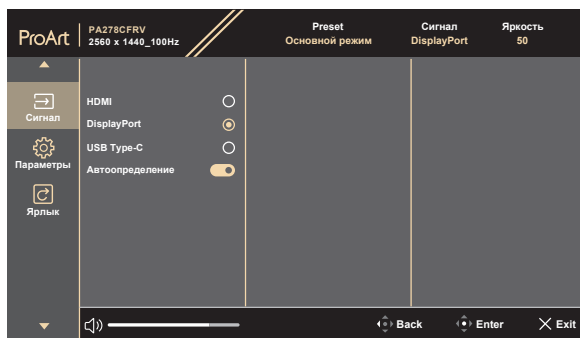 ProArt
PA278CFRV
2560 x 1440_100Hz
Preset
Основной режим
Сигнал
DisplayPort
Яркость
50
Сигнал
Параметры
Ярлык
HDMI
DisplayPort
USB Type-C
Автоопределение
Back
Enter
Exit